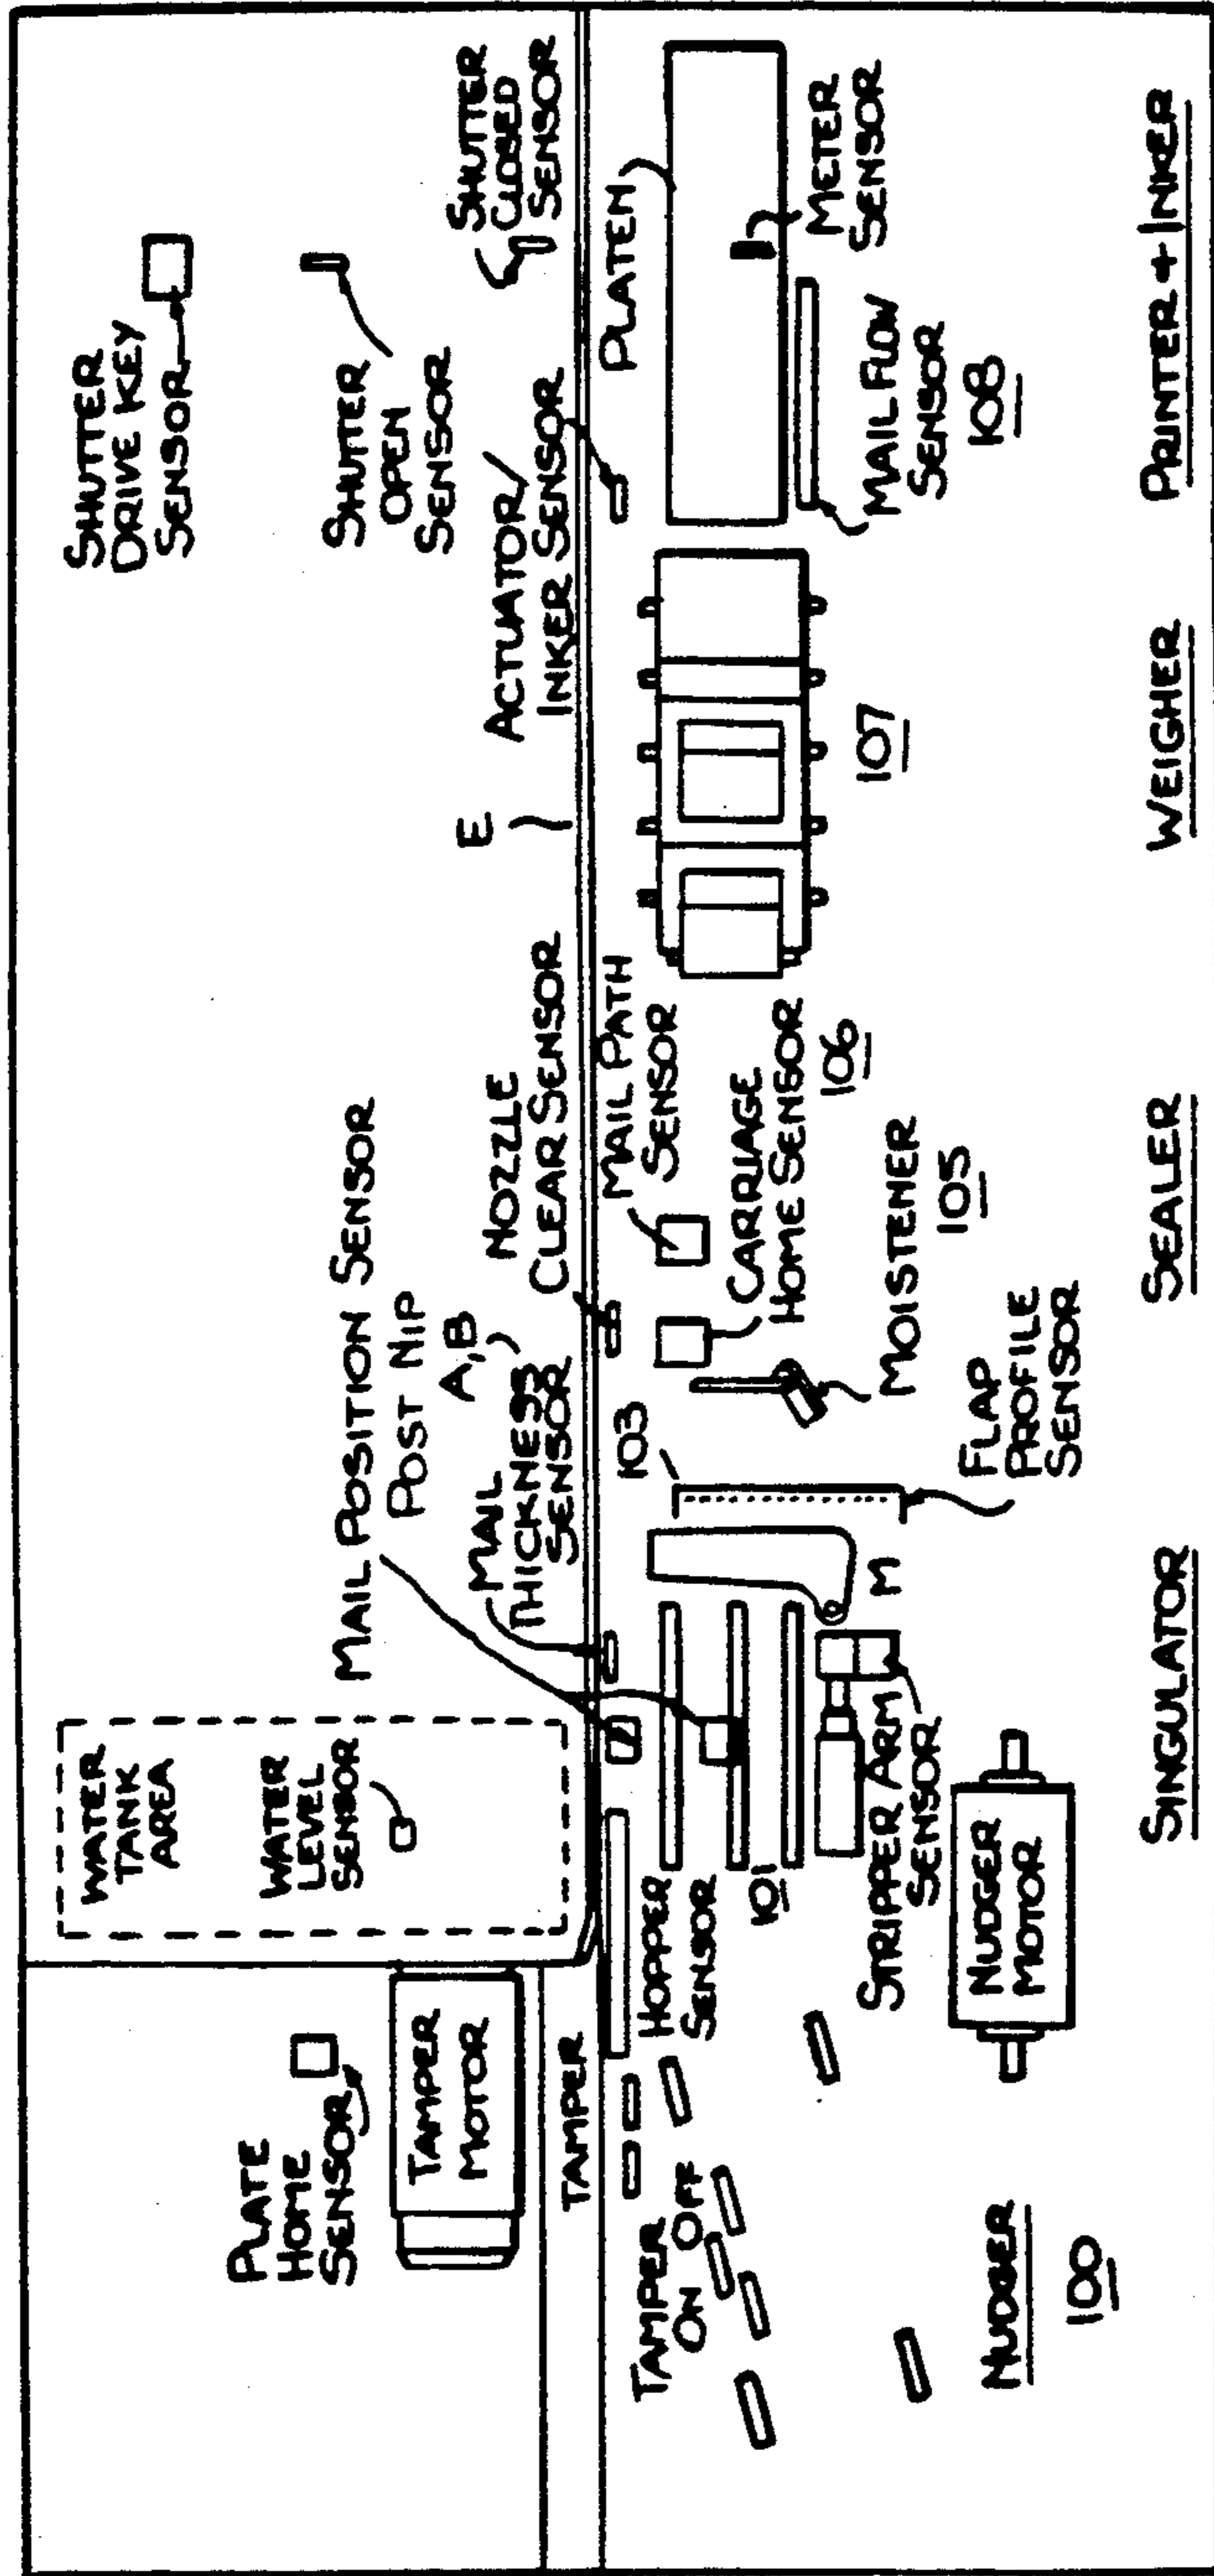 PLATE
HOME
SENSOR
TAMPER
MOTOR
TAMPER
WATER
TANK
AREA
WATER
LEVEL
SENSOR
MAIL POSITION SENSOR
POST NIP
A, B
MAIL
THICKNESS
SENSOR
NOZZLE
CLEAR SENSOR
E
ACTUATOR/
INKER SENSOR
SHUTTER
DRIVE KEY
SENSOR
SHUTTER
OPEN
SENSOR
SHUTTER
CLOSED
SENSOR
TAMPER
ON OFF
HOPPER
SENSOR
101
STRIPPER ARM
SENSOR
NUDGER
MOTOR
M
103
FLAP
PROFILE
SENSOR
MOISTENER
105
CARRIAGE
HOME SENSOR
106
MAIL PATH
SENSOR
107
PLATEN
METER
SENSOR
MAIL FLOW
SENSOR
108
NUDGER
100
SINGULATOR
SEALER
WEIGHER
PRINTER + INKER